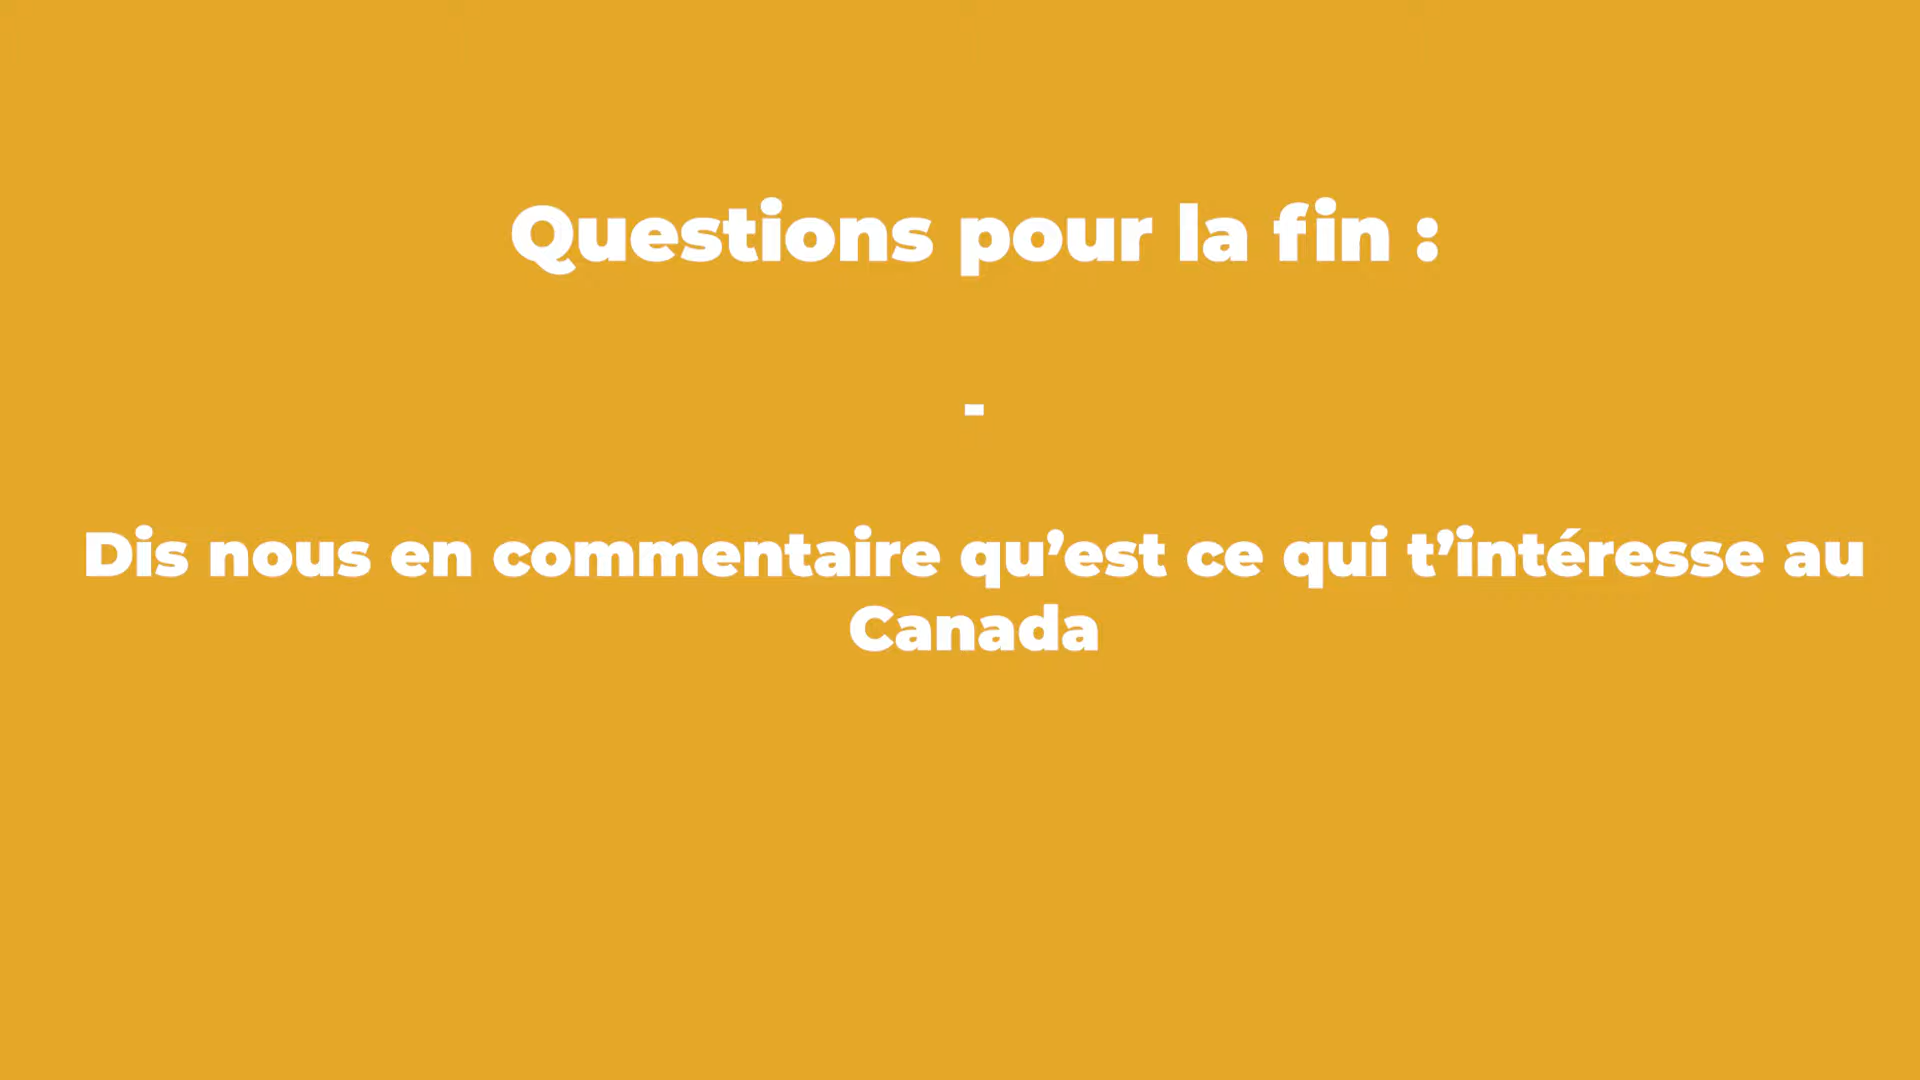 Questions pour la fin :
-
Dis nous en commentaire qu’est ce qui t’intéresse au
Canada